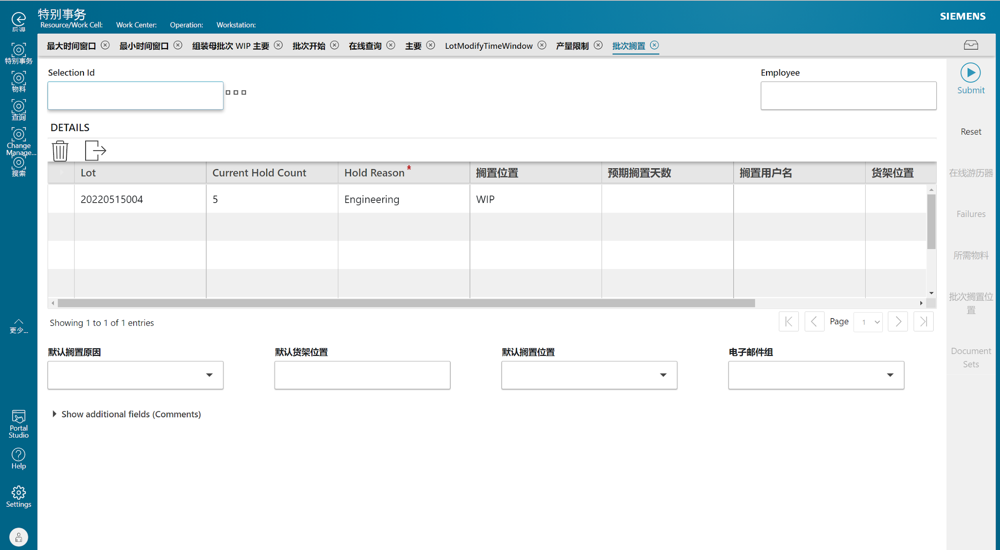 特别事务
SIEMENS
Resource/Work Cell: Work Center: Operation: Workstation:
后退
特别事务
物料
查询
Change
Manage...
搜索
更少...
Portal
Studio
Help
Settings
最大时间窗口 最小时间窗口 组装母批次 WIP 主要 批次开始 在线查询 主要 LotModifyTimeWindow 产量限制 批次搁置
Selection Id
Employee
DETAILS
Lot Current Hold Count Hold Reason * 搁置位置 预期搁置天数 搁置用户名 货架位置
20220515004 5 Engineering WIP
Showing 1 to 1 of 1 entries
Page 1
默认搁置原因 默认货架位置 默认搁置位置 电子邮件组
Show additional fields (Comments)
Submit
Reset
在线游历器
Failures
所需物料
批次搁置位
置
Document
Sets